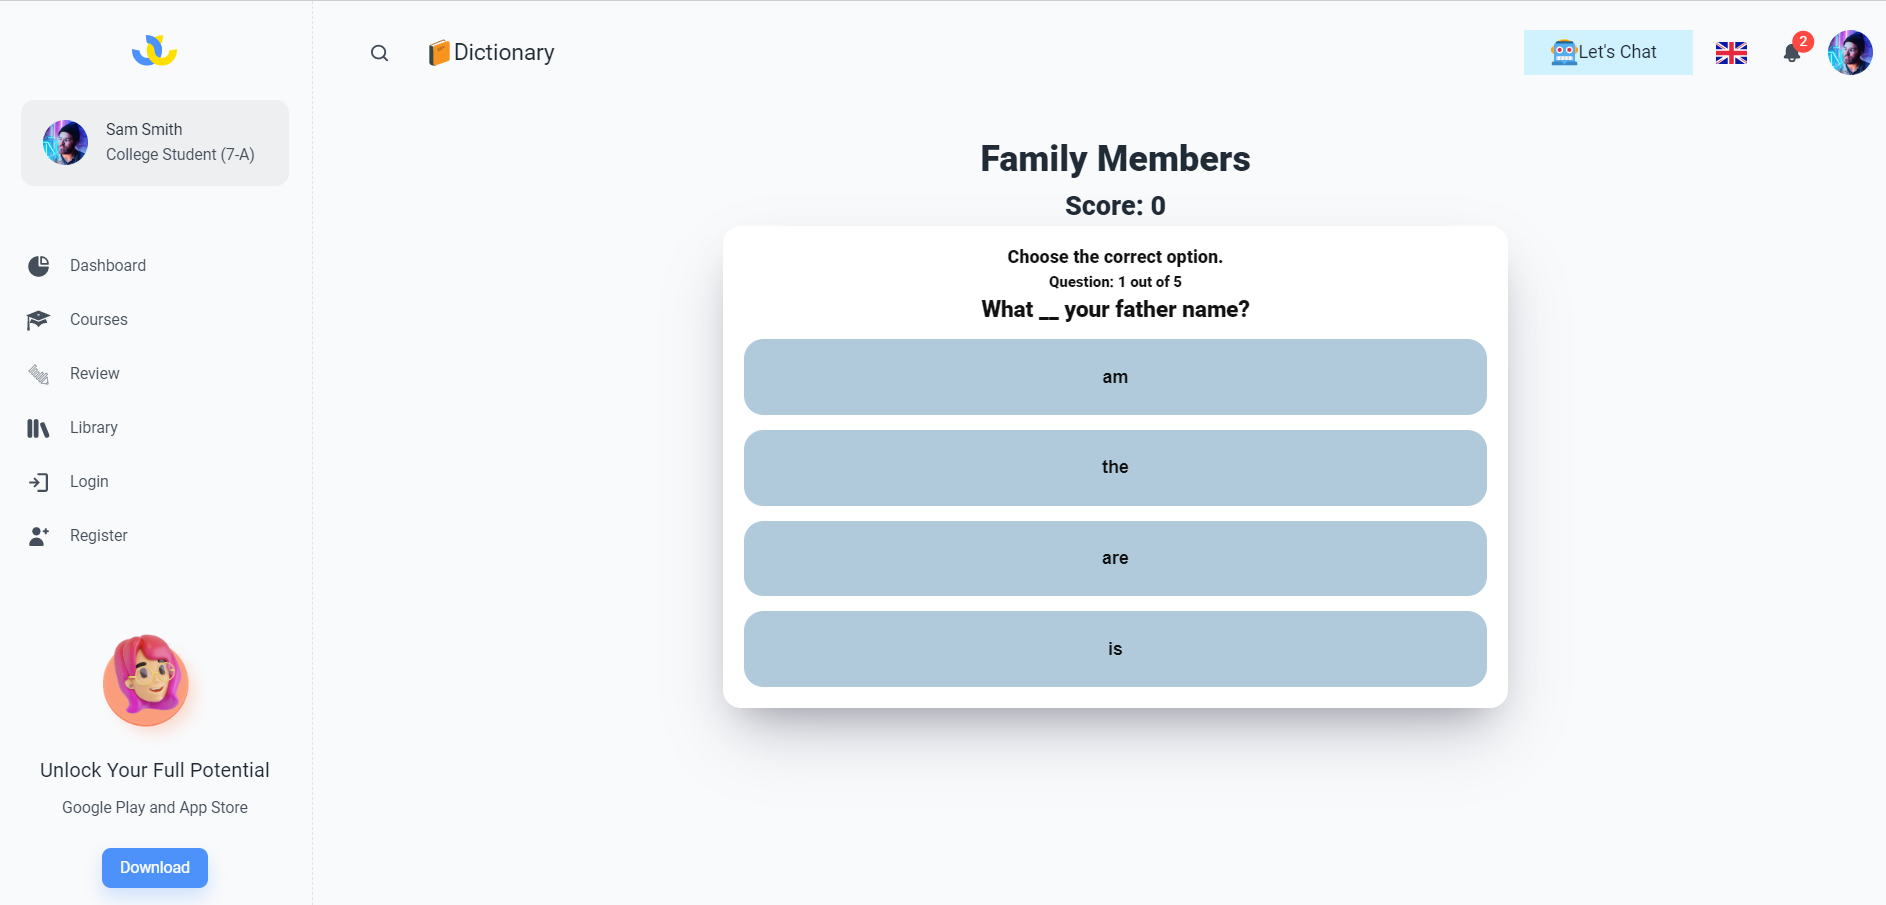 Dictionary
Let's Chat
2
Sam Smith
College Student (7-A)
Dashboard
Courses
Review
Library
Login
Register
Unlock Your Full Potential
Google Play and App Store
Download
Family Members
Score: 0
Choose the correct option.
Question: 1 out of 5
What __ your father name?
am
the
are
is